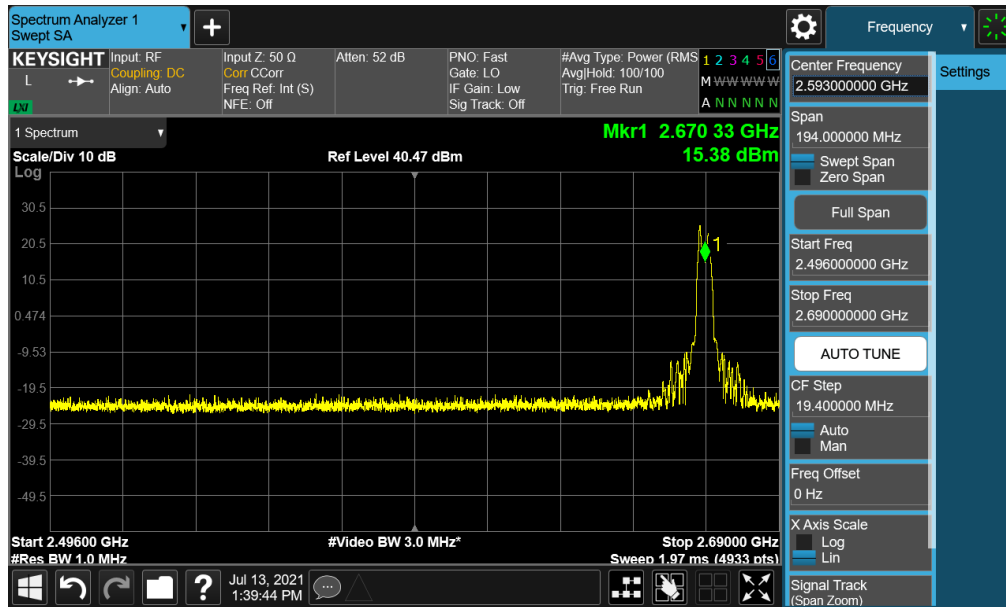 Spectrum Analyzer 1
Swept SA
+
Frequency
KEYSIGHT
L
LXI
Input: RF
Coupling: DC
Align: Auto
Input Z: 50 Ω
Corr CCorr
Freq Ref: Int (S)
NFE: Off
Atten: 52 dB
PNO: Fast
Gate: LO
IF Gain: Low
Sig Track: Off
#Avg Type: Power (RMS
Avg|Hold: 100/100
Trig: Free Run
1 2 3 4 5 6
M W W W W W
A N N N N N
1 Spectrum
Mkr1 2.670 33 GHz
Scale/Div 10 dB
Ref Level 40.47 dBm
15.38 dBm
Log
30.5
20.5
10.5
0.474
-9.53
-19.5
-29.5
-39.5
-49.5
1
Start 2.49600 GHz
#Video BW 3.0 MHz*
Stop 2.69000 GHz
#Res BW 1.0 MHz
Sweep 1.97 ms (4933 pts)
?
Jul 13, 2021
1:39:44 PM
Settings
Center Frequency
2.593000000 GHz
Span
194.000000 MHz
Swept Span
Zero Span
Full Span
Start Freq
2.496000000 GHz
Stop Freq
2.690000000 GHz
AUTO TUNE
CF Step
19.400000 MHz
Auto
Man
Freq Offset
0 Hz
X Axis Scale
Log
Lin
Signal Track
(Span Zoom)